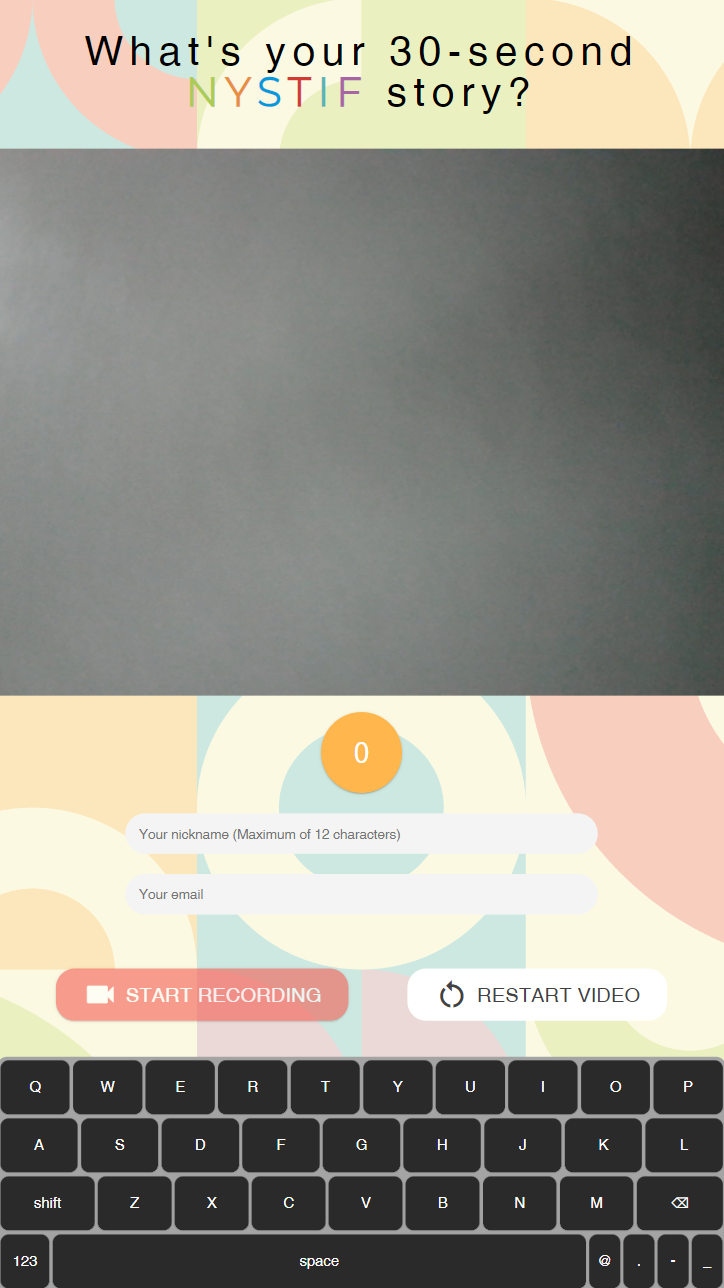 What's your 30-second
NYSTIF story?
0
Your nickname (Maximum of 12 characters)
Your email
START RECORDING
RESTART VIDEO
Q W E R T Y U I O P
A S D F G H J K L
shift Z X C V B N M ⌫
123 space @ . - _